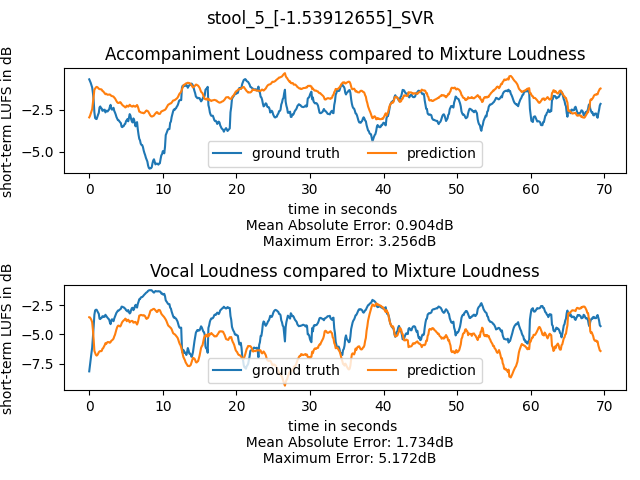 stool_5_[-1.53912655]_SVR
Accompaniment Loudness compared to Mixture Loudness
short-term LUFS in dB
−2.5
−5.0
ground truth
prediction
0 10 20 30 40 50 60 70
time in seconds
Mean Absolute Error: 0.904dB
Maximum Error: 3.256dB
Vocal Loudness compared to Mixture Loudness
short-term LUFS in dB
−2.5
−5.0
−7.5
ground truth
prediction
0 10 20 30 40 50 60 70
time in seconds
Mean Absolute Error: 1.734dB
Maximum Error: 5.172dB